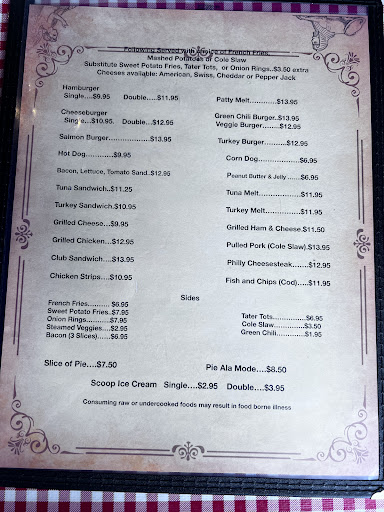 Following Served with choice of French Fries,
Mashed Potatoes or Cole Slaw
Substitute Sweet Potato Fries, Tater Tots, or Onion Rings..$3.50 extra
Cheeses available: American, Swiss, Cheddar or Pepper Jack
Hamburger
Single....$9.95 Double.....$11.95
Cheeseburger
Single...$10.95. Double...$12.95
Salmon Burger................$13.95
Hot Dog...........$9.95
Bacon, Lettuce, Tomato Sand..$12.95
Tuna Sandwich..$11.25
Turkey Sandwich.$10.95
Grilled Cheese....$9.95
Grilled Chicken...$12.95
Club Sandwich....$13.95
Chicken Strips....$10.95
Patty Melt...........$13.95
Green Chili Burger..$13.95
Veggie Burger.......$12.95
Turkey Burger.........$12.95
Corn Dog................$6.95
Peanut Butter & Jelly ......$6.95
Tuna Melt.................$11.95
Turkey Melt..............$11.95
Grilled Ham & Cheese.$11.50
Pulled Pork (Cole Slaw).$13.95
Philly Cheesesteak.......$12.95
Fish and Chips (Cod).....$11.95
Sides
French Fries.......... $6.95
Sweet Potato Fries..$7.95
Onion Rings...........$7.95
Steamed Veggies....$2.95
Bacon (3 Slices)......$6.95
Tater Tots..............$6.95
Cole Slaw.............$3.50
Green Chili...........$1.95
Slice of Pie....$7.50
Pie Ala Mode....$8.50
Scoop Ice Cream Single....$2.95 Double....$3.95
Consuming raw or undercooked foods may result in food borne illness